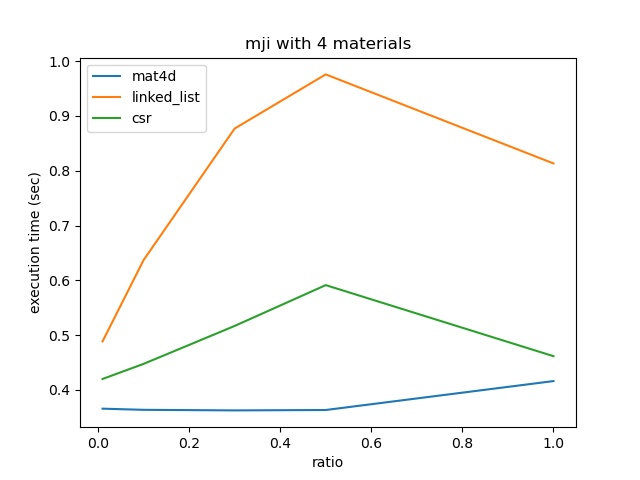 mji with 4 materials
mat4d
linked_list
csr
execution time (sec)
1.0
0.9
0.8
0.7
0.6
0.5
0.4
0.0 0.2 0.4 0.6 0.8 1.0
ratio